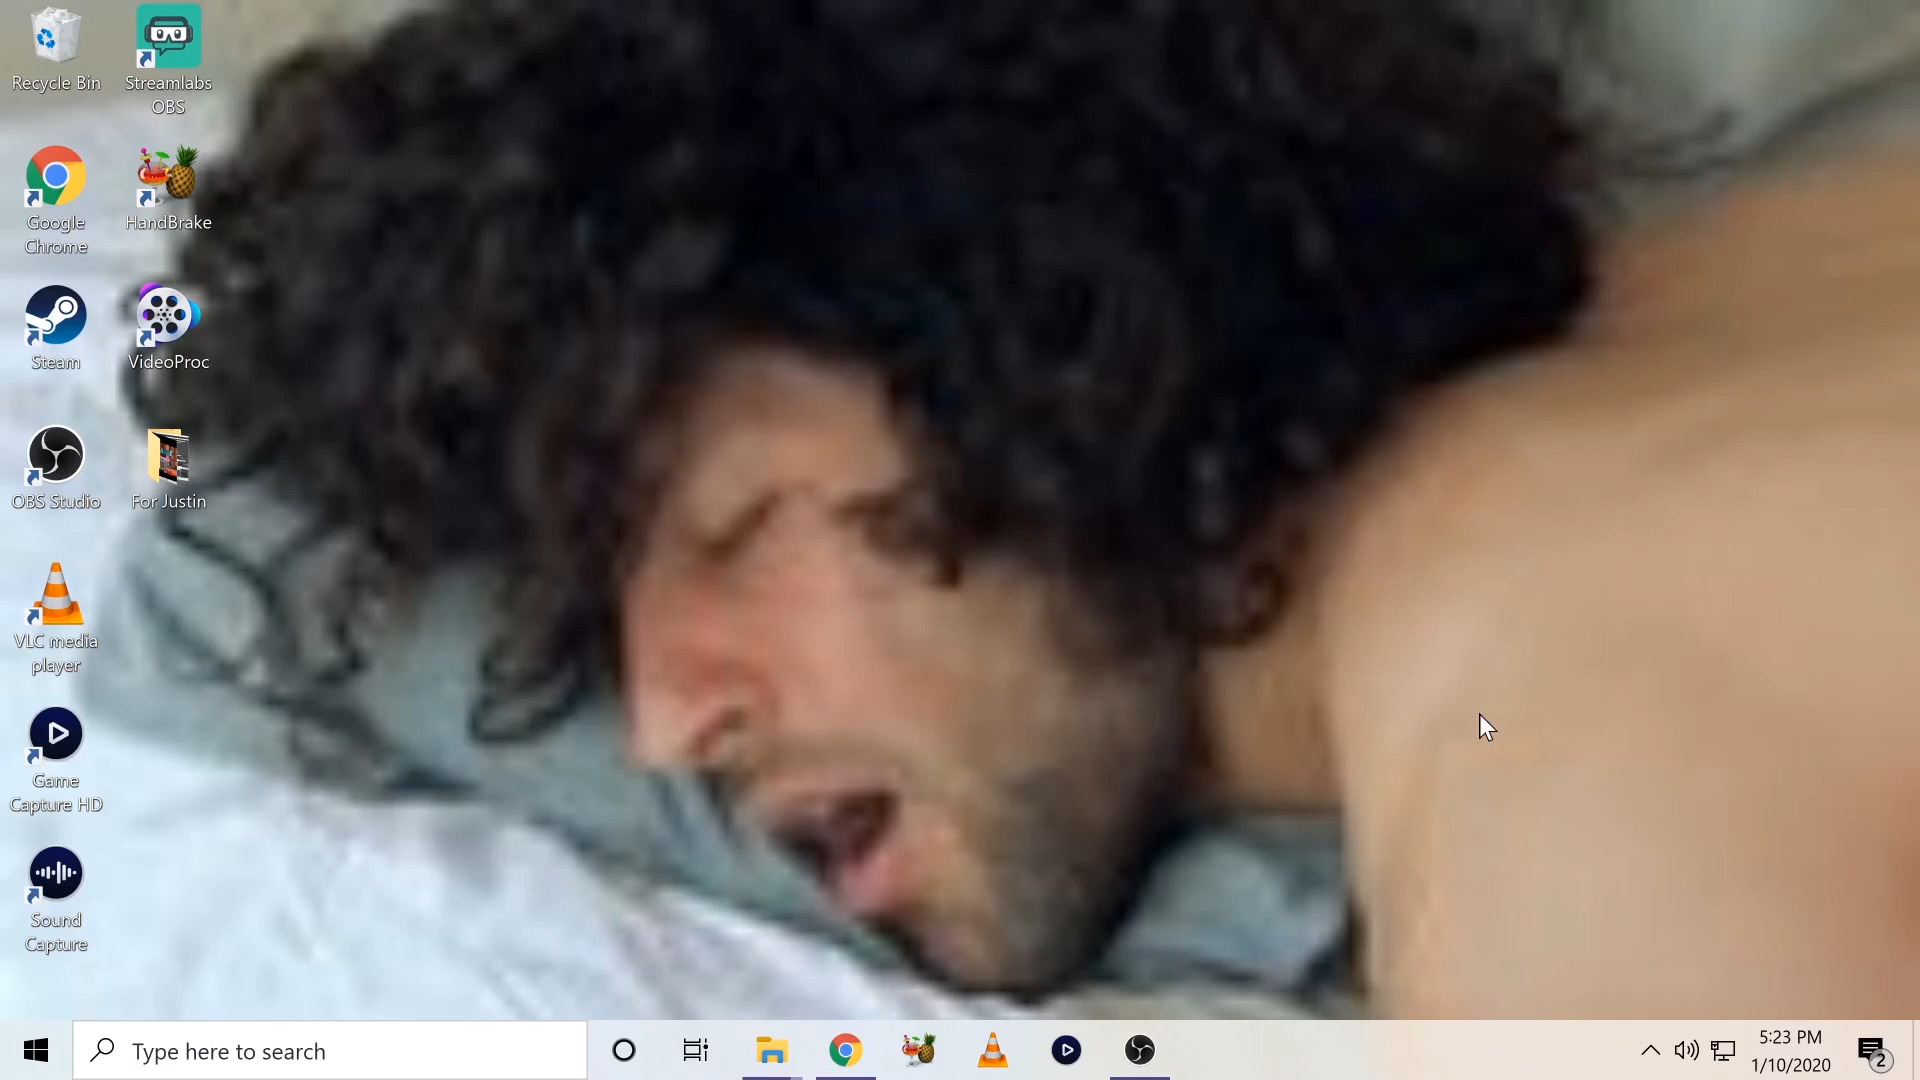 Recycle Bin
Streamlabs
OBS
Google
Chrome
HandBrake
Steam
VideoProc
OBS Studio
For Justin
VLC media
player
Game
Capture HD
Sound
Capture
Type here to search
5:23 PM
1/10/2020
2